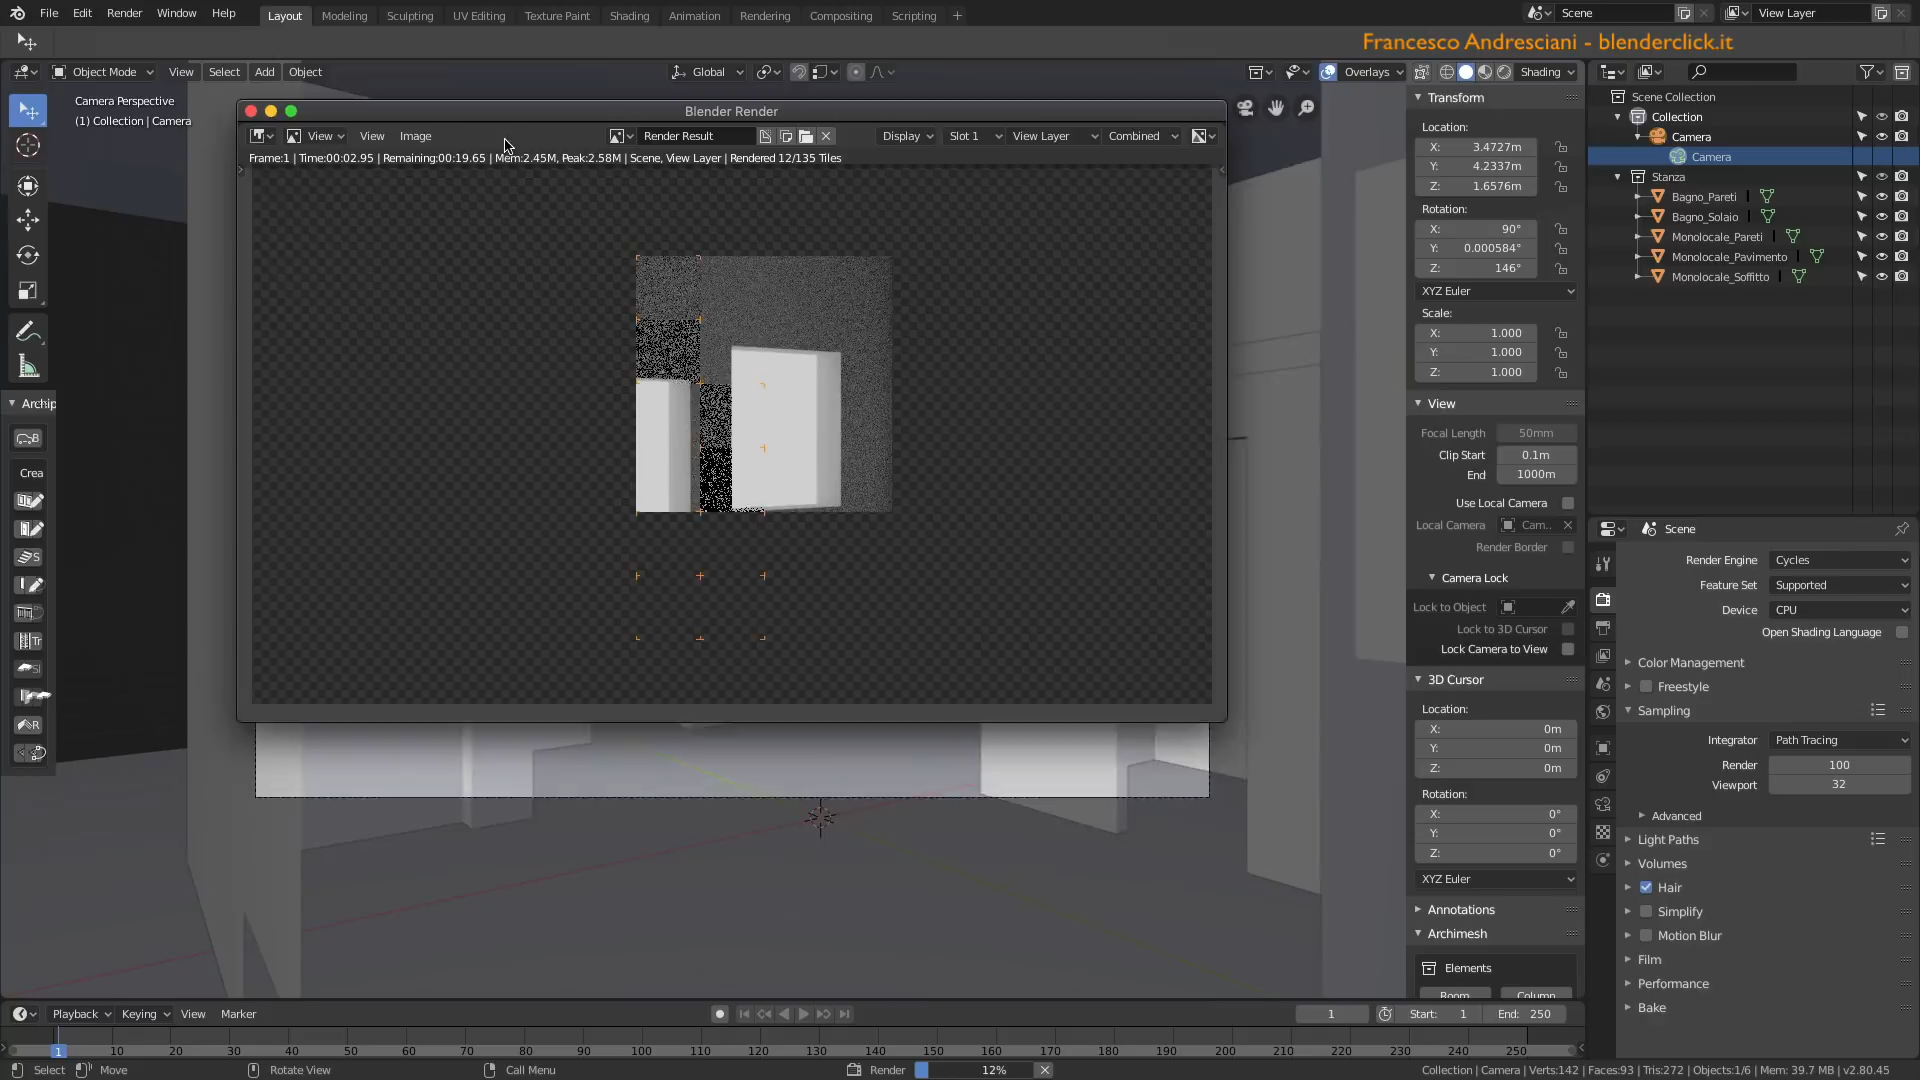 File Edit Render Window Help Layout Modeling Sculpting UV Editing Texture Paint Shading Animation Rendering Compositing Scripting + Scene View Layer
Francesco Andresciani - blenderclick.it
Object Mode View Select Add Object Global Overlays Shading
Camera Perspective
(1) Collection | Camera
Blender Render
View View Image Render Result Display Slot 1 View Layer Combined
Frame:1 | Time:00:02.95 | Remaining:00:19.65 | Mem:2.45M, Peak:2.58M | Scene, View Layer | Rendered 12/135 Tiles
Archip
B
Crea
S
Tr
Sl
R
Transform
Location:
X: 3.4727m
Y: 4.2337m
Z: 1.6576m
Rotation:
X: 90°
Y: 0.000584°
Z: 146°
XYZ Euler
Scale:
X: 1.000
Y: 1.000
Z: 1.000
View
Focal Length 50mm
Clip Start 0.1m
End 1000m
Use Local Camera
Local Camera Cam..
Render Border
Camera Lock
Lock to Object
Lock to 3D Cursor
Lock Camera to View
3D Cursor
Location:
X: 0m
Y: 0m
Z: 0m
Rotation:
X: 0°
Y: 0°
Z: 0°
XYZ Euler
Annotations
Archimesh
Elements
Room Column
Scene Collection
Collection
Camera
Camera
Stanza
Bagno_Pareti
Bagno_Solaio
Monolocale_Pareti
Monolocale_Pavimento
Monolocale_Soffitto
Scene
Render Engine Cycles
Feature Set Supported
Device CPU
Open Shading Language
Color Management
Freestyle
Sampling
Integrator Path Tracing
Render 100
Viewport 32
Advanced
Light Paths
Volumes
Hair
Simplify
Motion Blur
Film
Performance
Bake
Playback Keying View Marker 1 Start: 1 End: 250
1 10 20 30 40 50 60 70 80 90 100 110 120 130 140 150 160 170 180 190 200 210 220 230 240 250
Select Move Rotate View Call Menu Render 12% Collection | Camera | Verts:142 | Faces:93 | Tris:272 | Objects:1/6 | Mem: 39.7 MB | v2.80.45